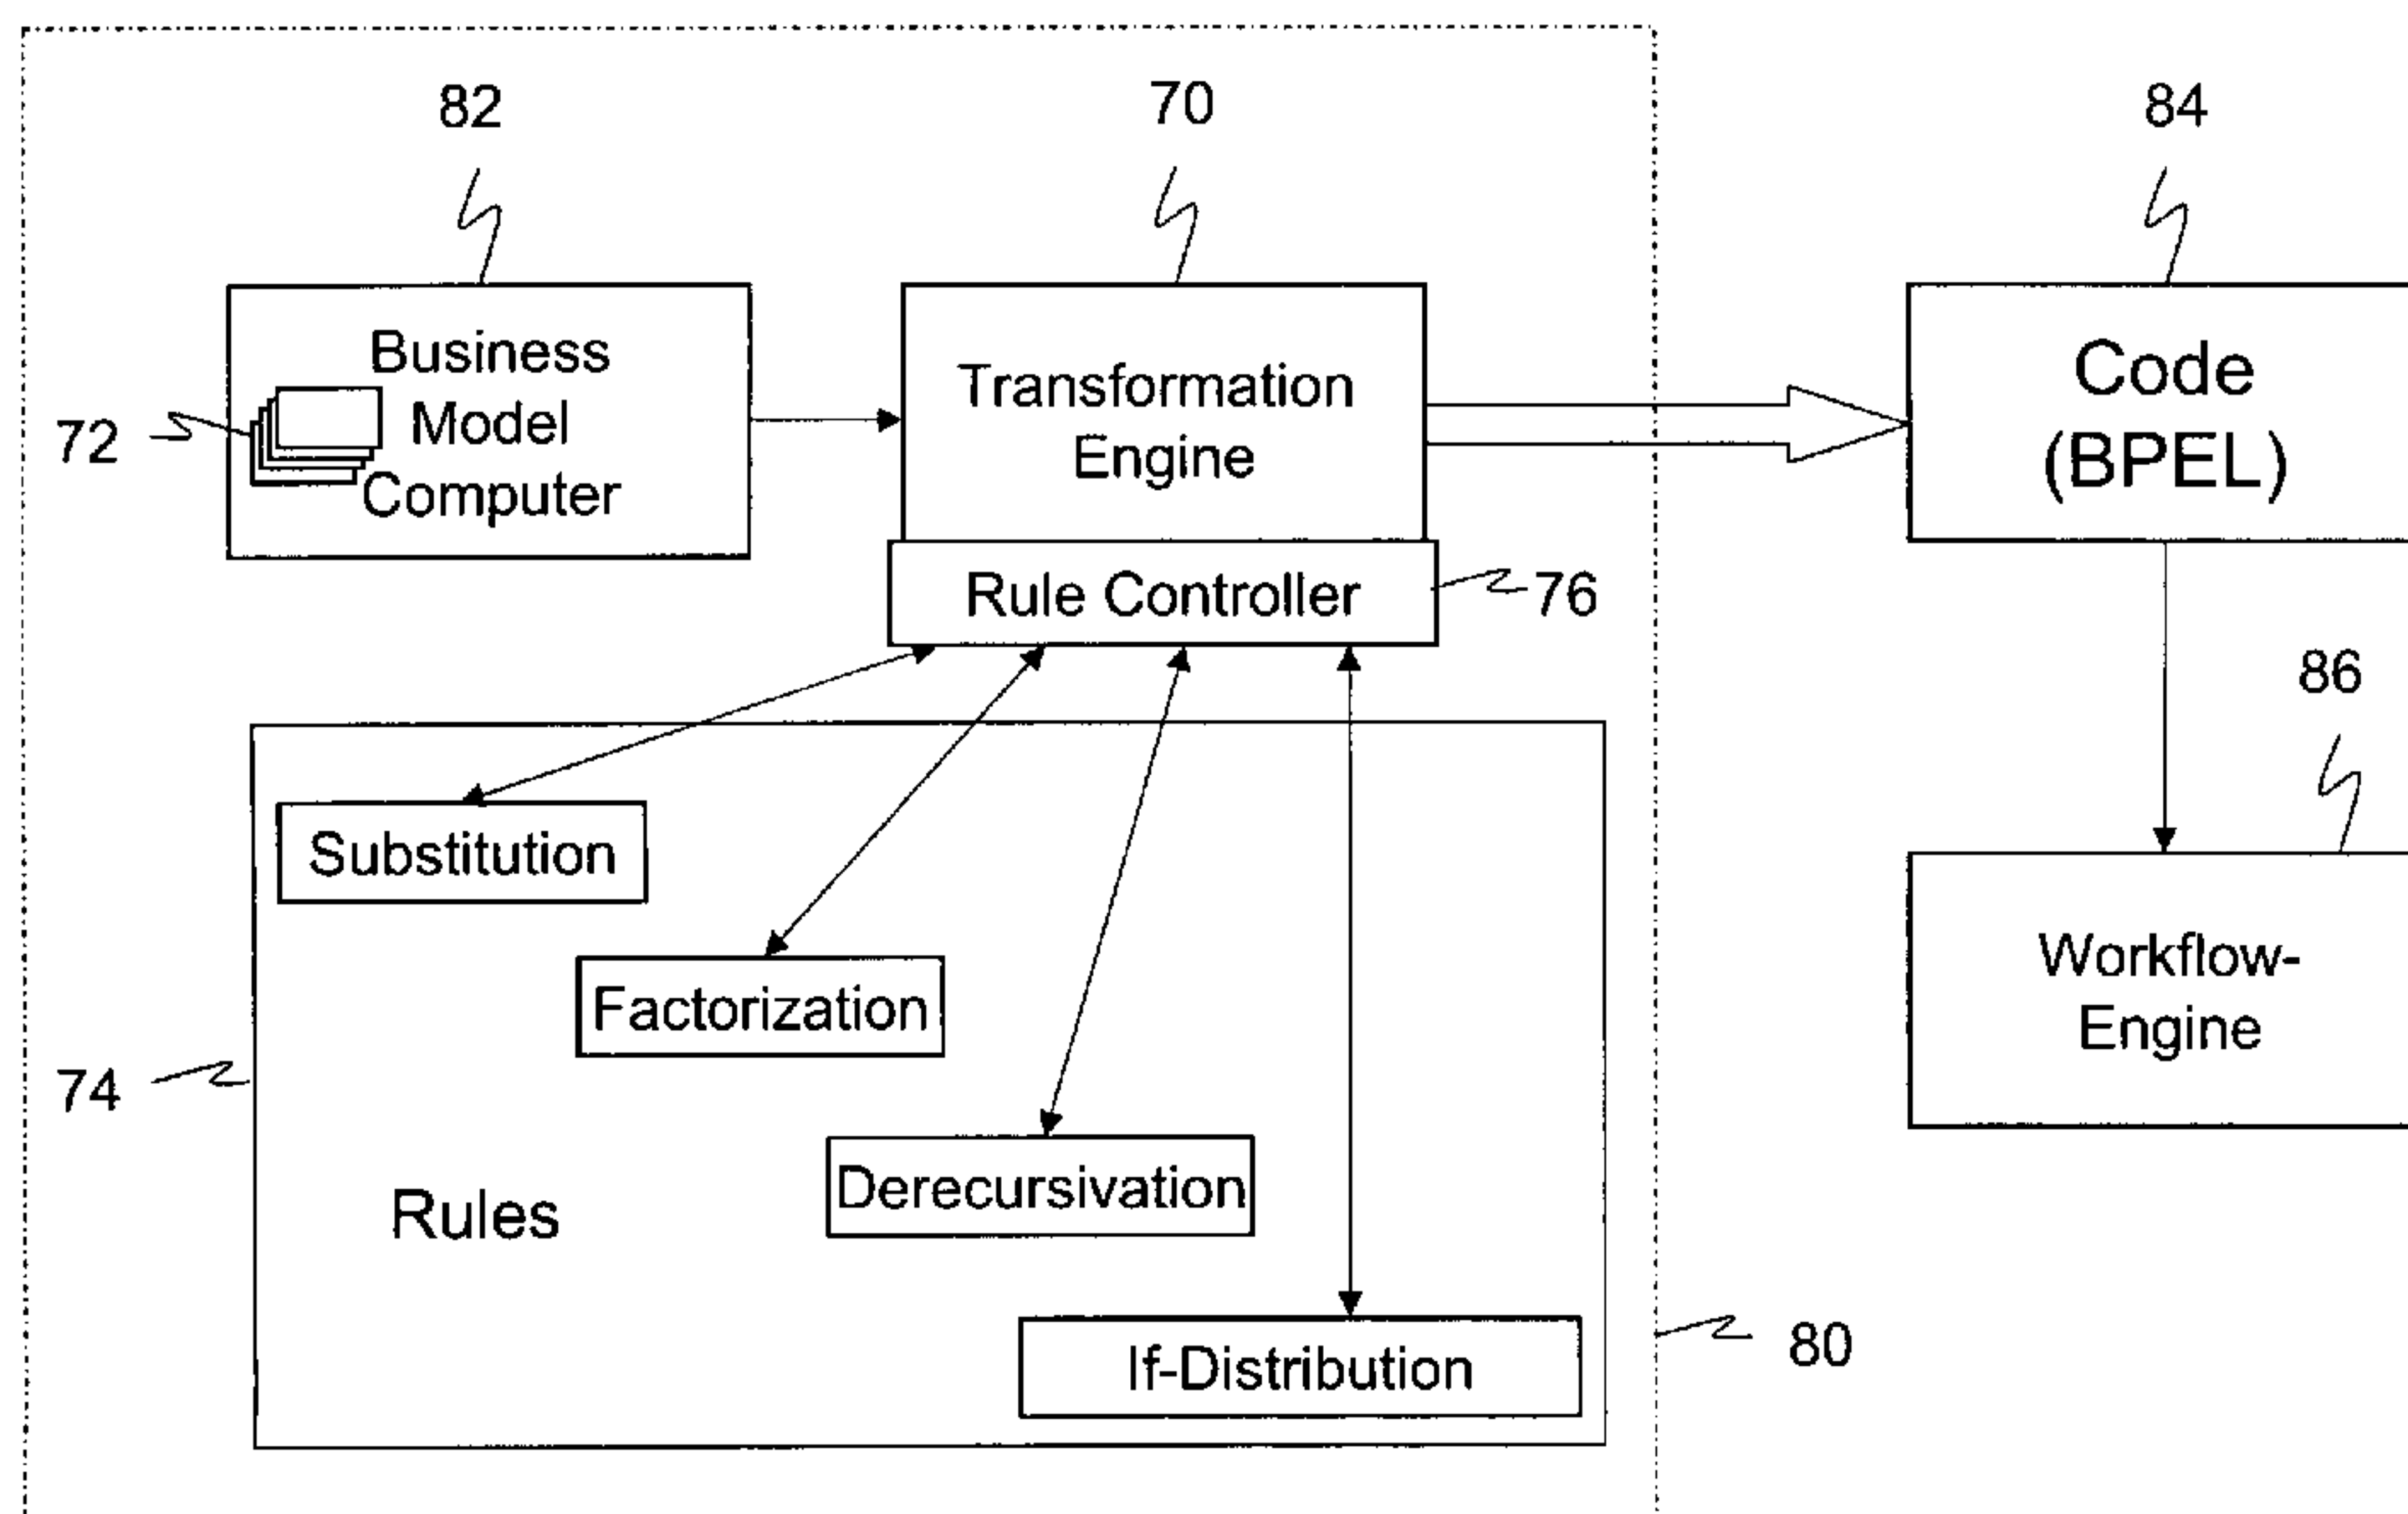 82
70
84
Business
Model
Computer
72
Transformation
Engine
Code
(BPEL)
Rule Controller
76
86
Substitution
Factorization
Workflow-
Engine
74
Derecursivation
Rules
If-Distribution
80